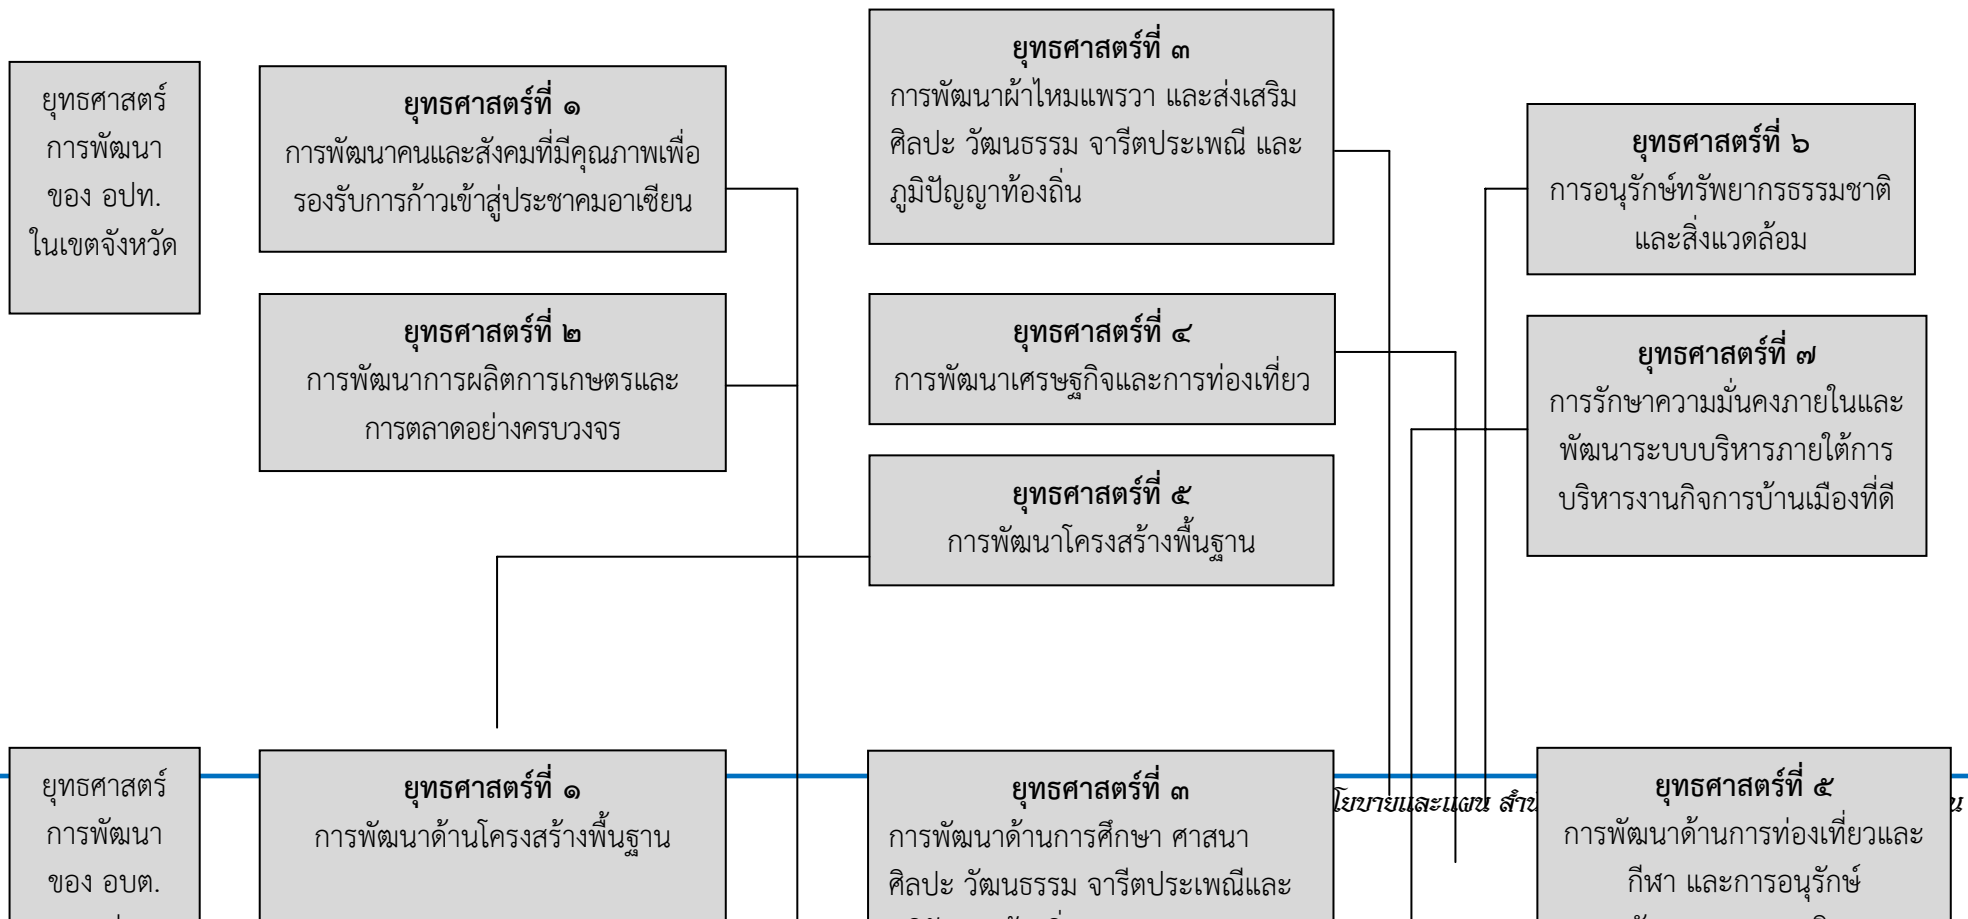 ยุทธศาสตร์
การพัฒนา
ของ อปท.
ในเขตจังหวัด
ยุทธศาสตร์ที่ ๑
การพัฒนาคนและสังคมที่มีคุณภาพเพื่อ
รองรับการก้าวเข้าสู่ประชาคมอาเซียน
ยุทธศาสตร์ที่ ๒
การพัฒนาการผลิตการเกษตรและ
การตลาดอย่างครบวงจร
ยุทธศาสตร์ที่ ๓
การพัฒนาผ้าไหมแพรวา และส่งเสริม
ศิลปะ วัฒนธรรม จารีตประเพณี และ
ภูมิปัญญาท้องถิ่น
ยุทธศาสตร์ที่ ๔
การพัฒนาเศรษฐกิจและการท่องเที่ยว
ยุทธศาสตร์ที่ ๕
การพัฒนาโครงสร้างพื้นฐาน
ยุทธศาสตร์ที่ ๖
การอนุรักษ์ทรัพยากรธรรมชาติ
และสิ่งแวดล้อม
ยุทธศาสตร์ที่ ๗
การรักษาความมั่นคงภายในและ
พัฒนาระบบบริหารภายใต้การ
บริหารงานกิจการบ้านเมืองที่ดี
ยุทธศาสตร์
การพัฒนา
ของ อบต.
ยุทธศาสตร์ที่ ๑
การพัฒนาด้านโครงสร้างพื้นฐาน
ยุทธศาสตร์ที่ ๓
การพัฒนาด้านการศึกษา ศาสนา
ศิลปะ วัฒนธรรม จารีตประเพณีและ
โยบายและแผน
ยุทธศาสตร์ที่ ๕
การพัฒนาด้านการท่องเที่ยวและ
กีฬา และการอนุรักษ์